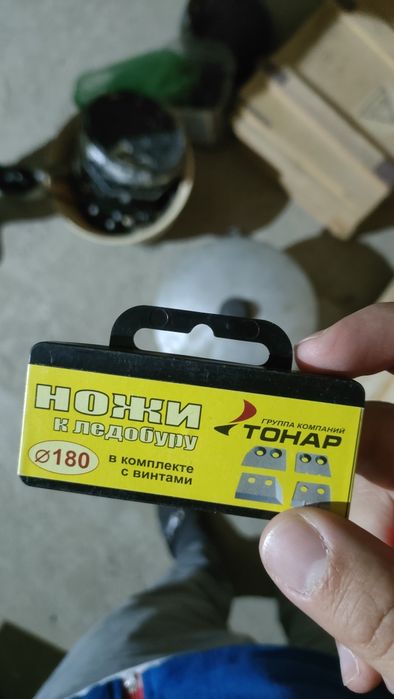 НОЖИ
к ледобуру
ø180
в комплекте
с винтами
ГРУППА КОМПАНИЙ
ТОНАР